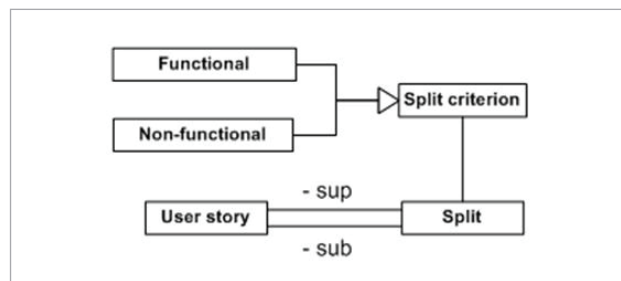 Functional
Split criterion
Non-functional
- sup
User story
Split
- sub